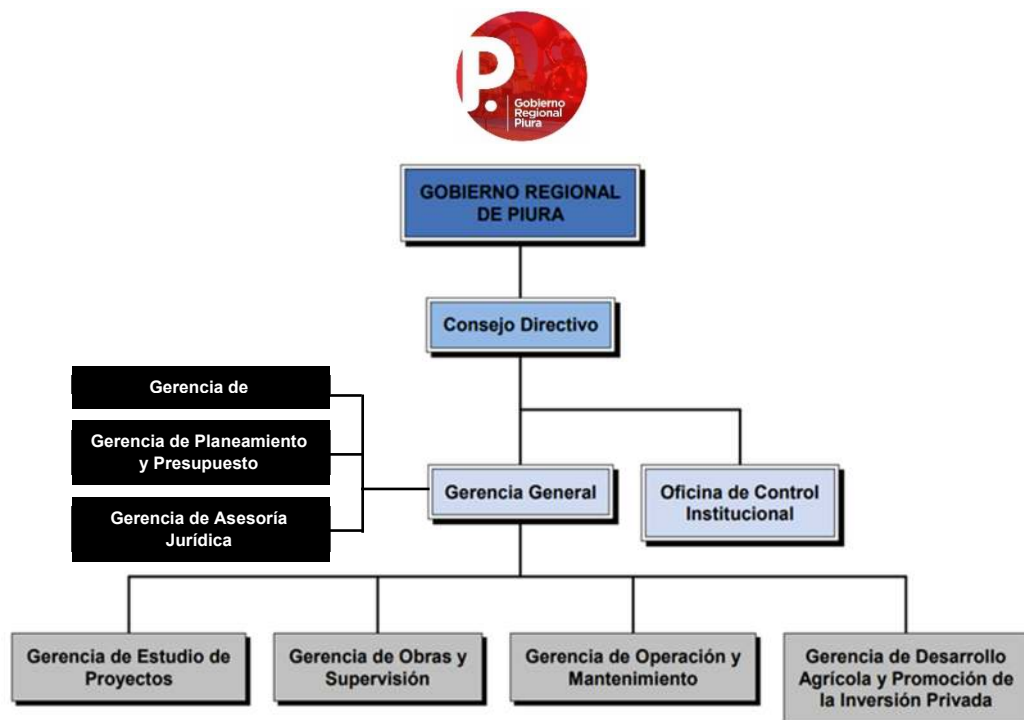 P.
Gobierno
Regional
Piura
GOBIERNO REGIONAL
DE PIURA
Consejo Directivo
Gerencia de
Gerencia de Planeamiento
y Presupuesto
Gerencia de Asesoría
Jurídica
Gerencia General
Oficina de Control
Institucional
Gerencia de Estudio de
Proyectos
Gerencia de Obras y
Supervisión
Gerencia de Operación y
Mantenimiento
Gerencia de Desarrollo
Agrícola y Promoción de
la Inversión Privada